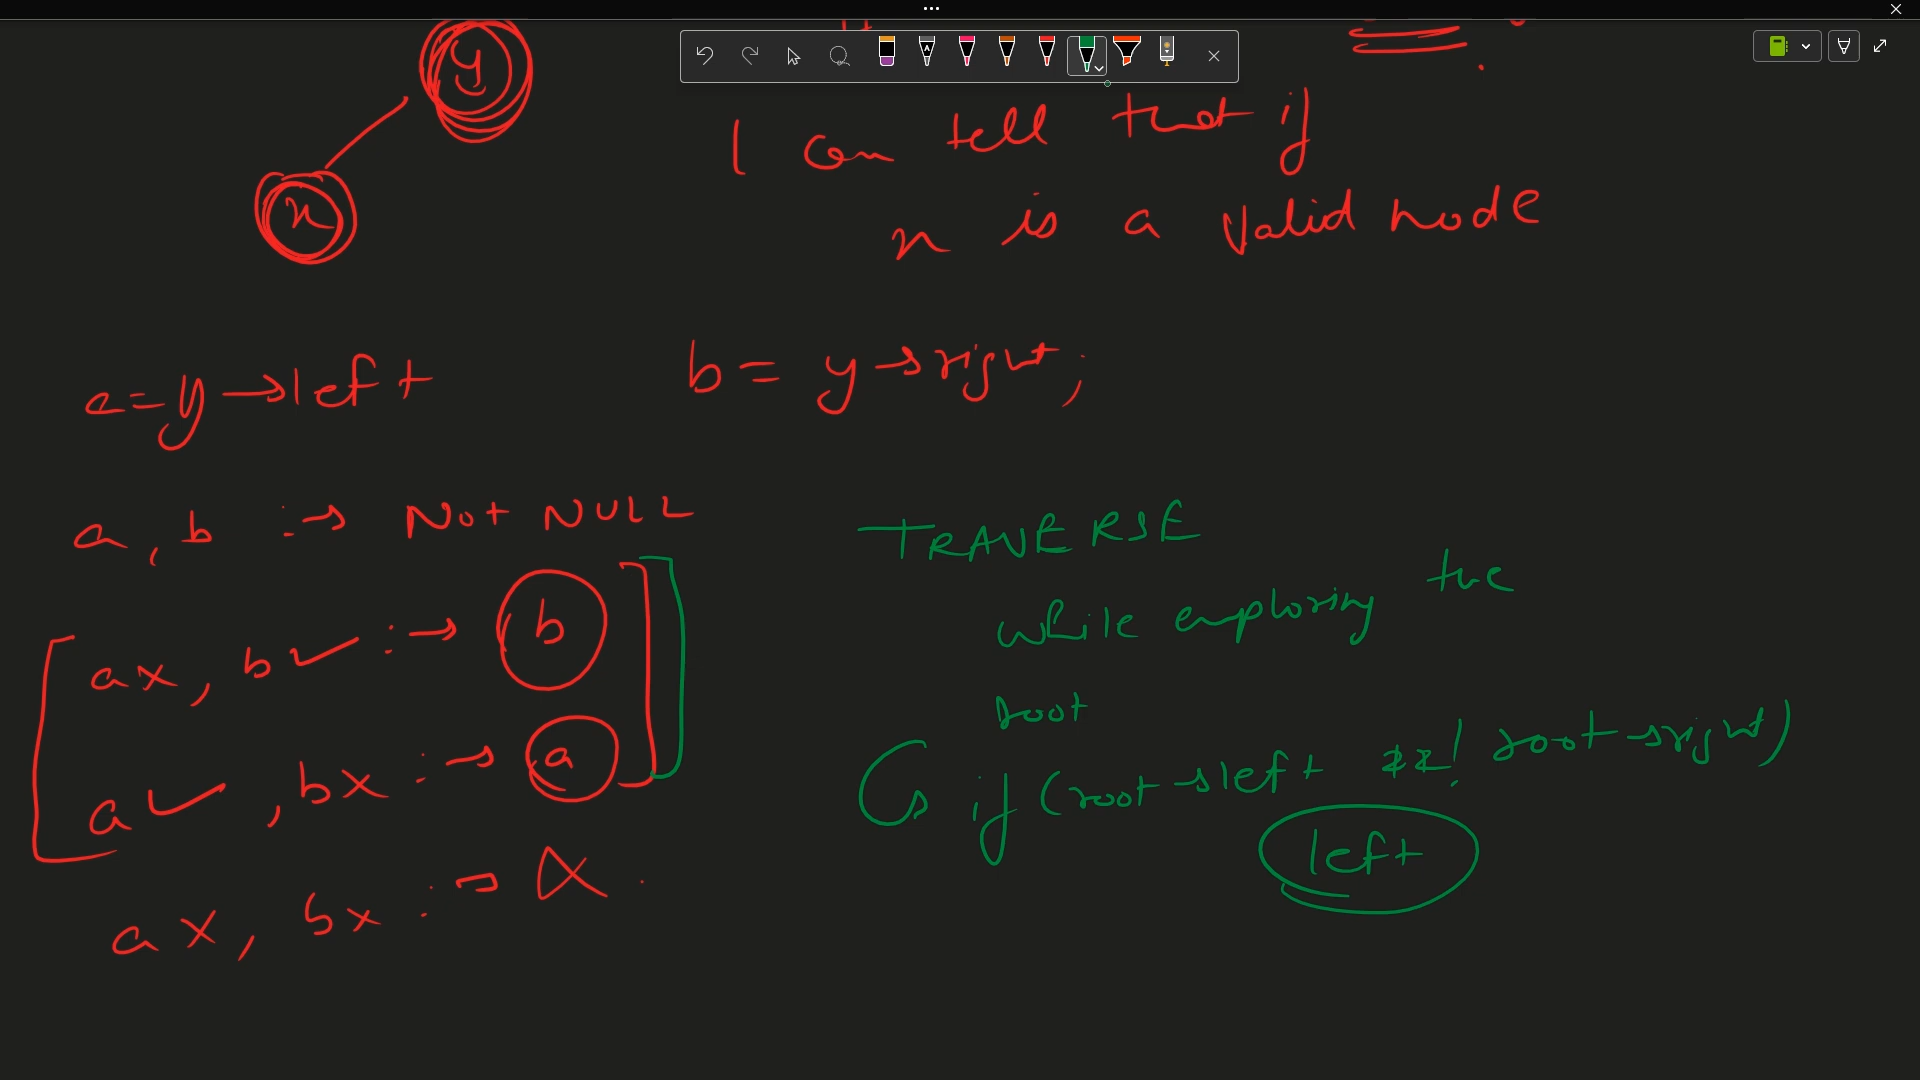 y
x
I can tell that if
x is a valid node
a = y → left
b = y → right;
a, b : → Not NULL
ax, b✓ : → b
a✓, bx : → a
ax, bx : → X.
TRAVERSE
while exploring the
root
↳ if (root → left && ! root → right)
left